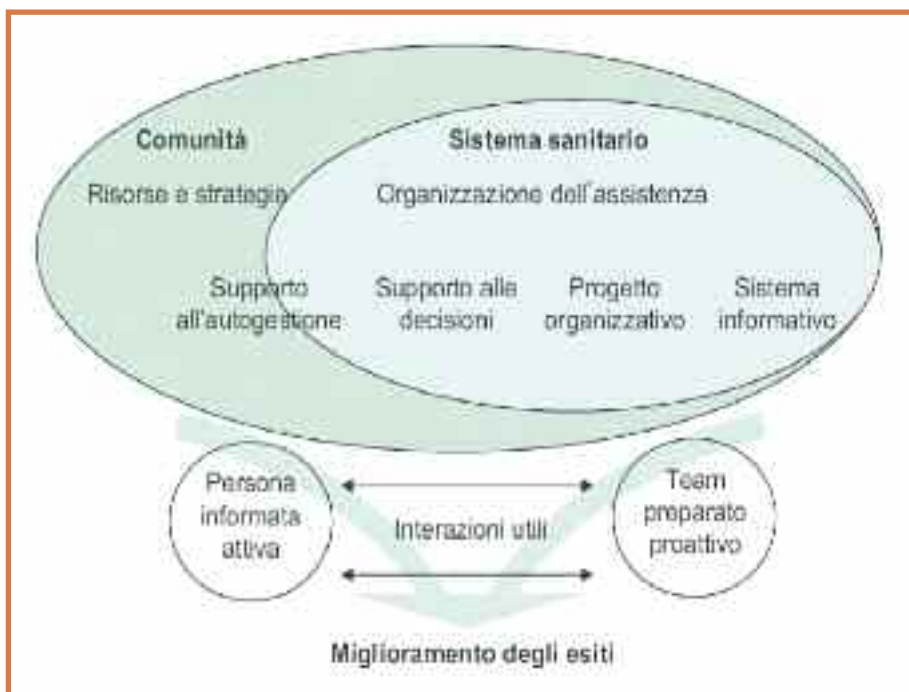 Comunità
Sistema sanitario
Risorse e strategia
Organizzazione dell'assistenza
Supporto
all'autogestione
Supporto alle
decisioni
Progetto
organizzativo
Sistema
informativo
Persona
informata
attiva
Interazioni utili
Team
preparato
proattivo
Miglioramento degli esiti